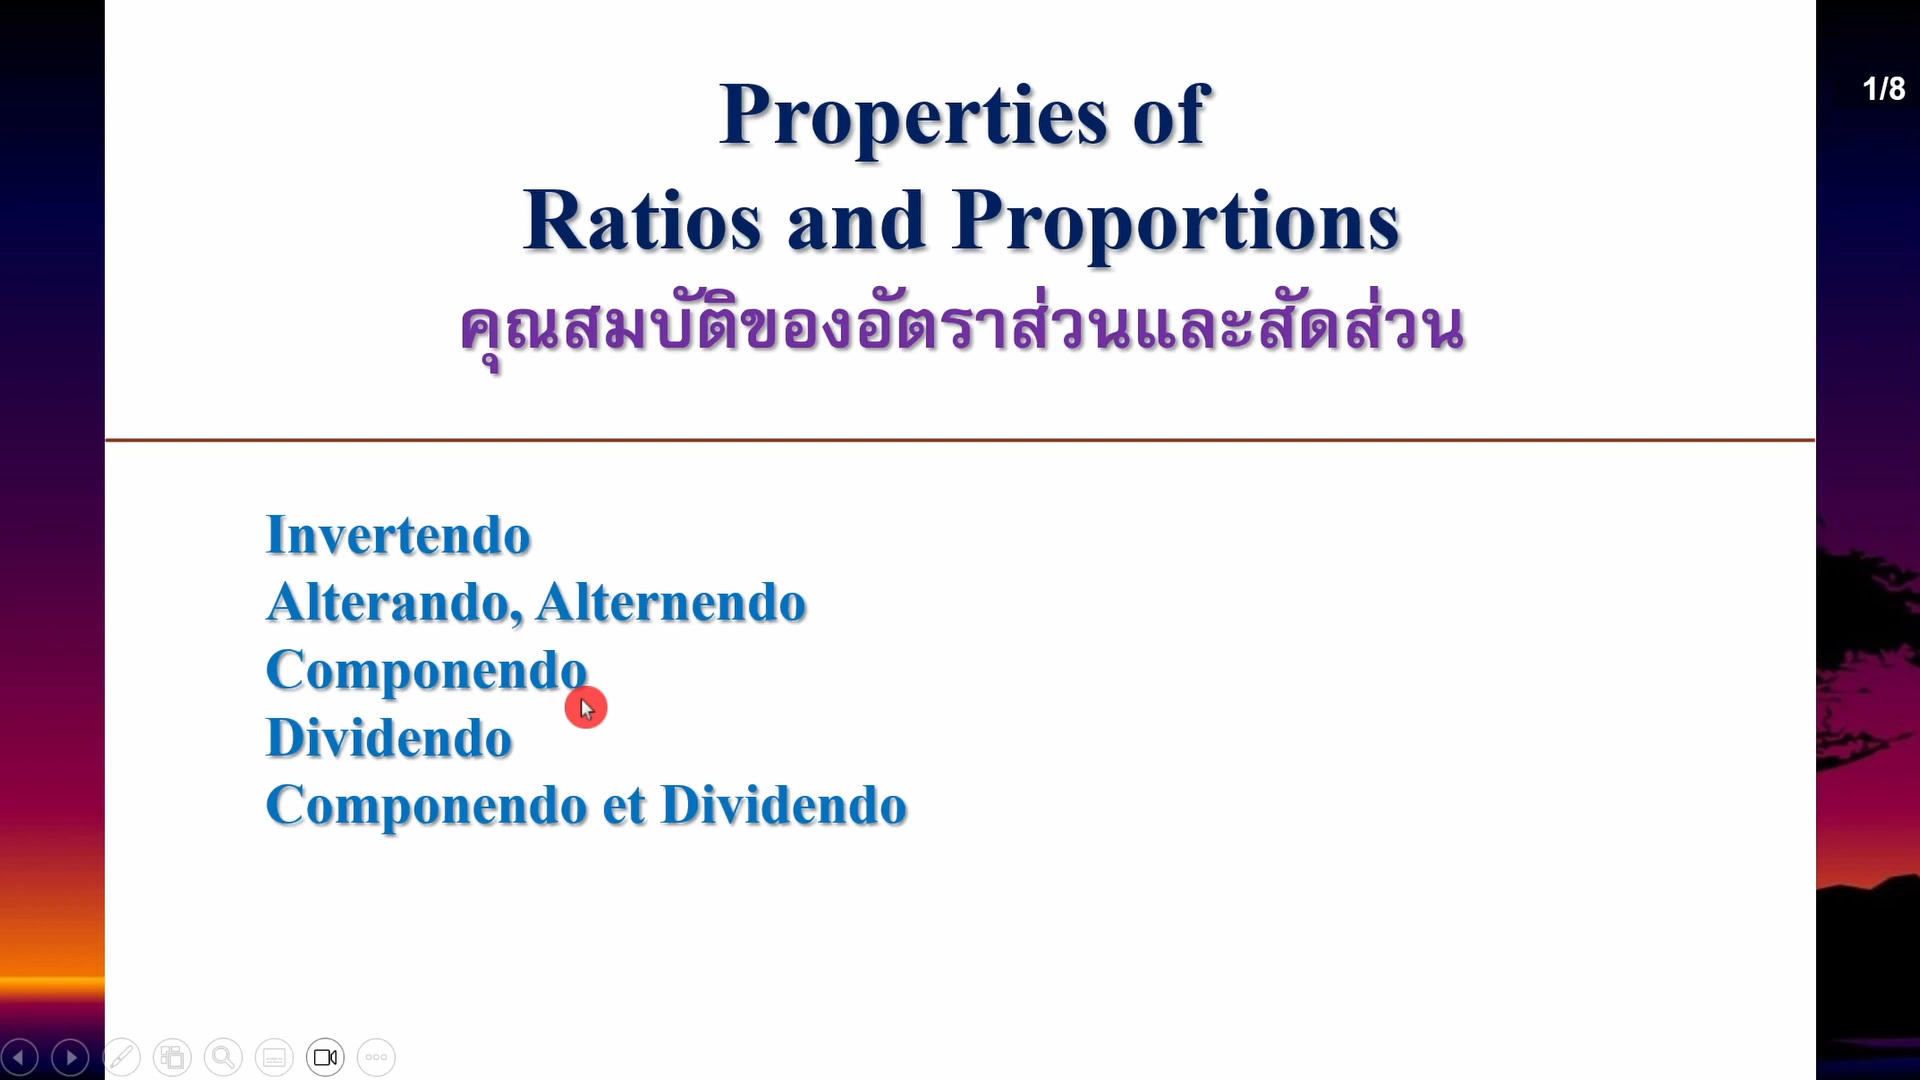 Properties of
Ratios and Proportions
คุณสมบัติของอัตราส่วนและสัดส่วน
1/8
Invertendo
Alterando, Alternendo
Componendo
Dividendo
Componendo et Dividendo